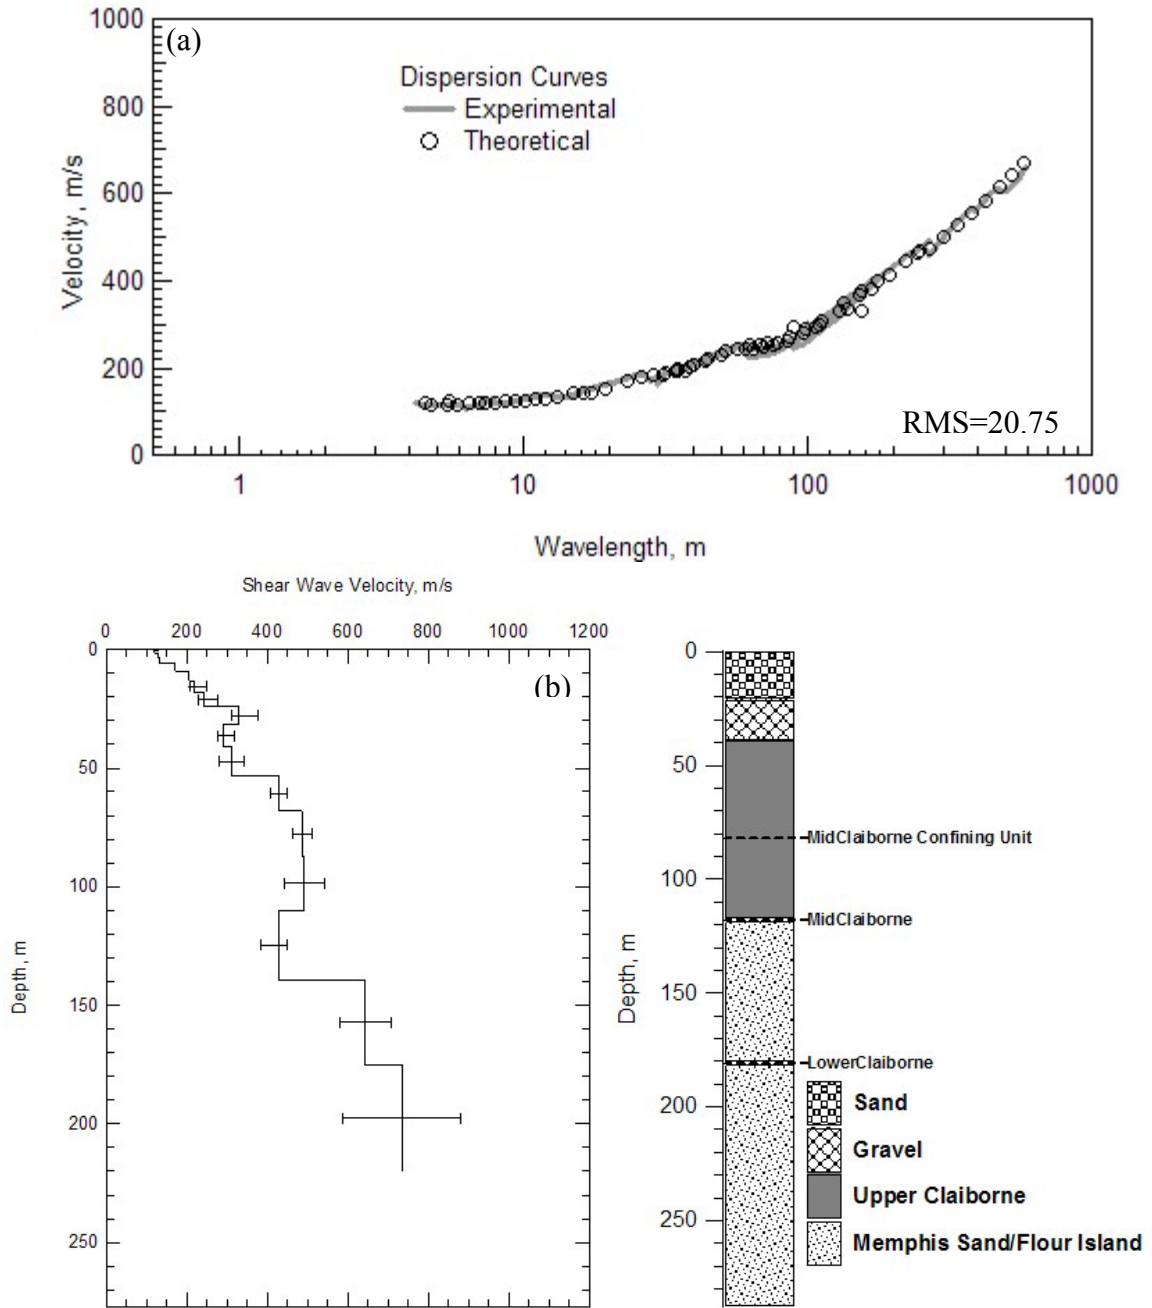 1000
(a)
Dispersion Curves
Experimental
Theoretical
800
600
400
200
0
Velocity, m/s
RMS=20.75
1 10 100 1000
Wavelength, m
Shear Wave Velocity, m/s
0 200 400 600 800 1000 1200
(b)
0
50
100
150
200
250
Depth, m
0
50
100
150
200
250
Depth, m
MidClaiborne Confining Unit
MidClaiborne
LowerClaiborne
Sand
Gravel
Upper Claiborne
Memphis Sand/Flour Island